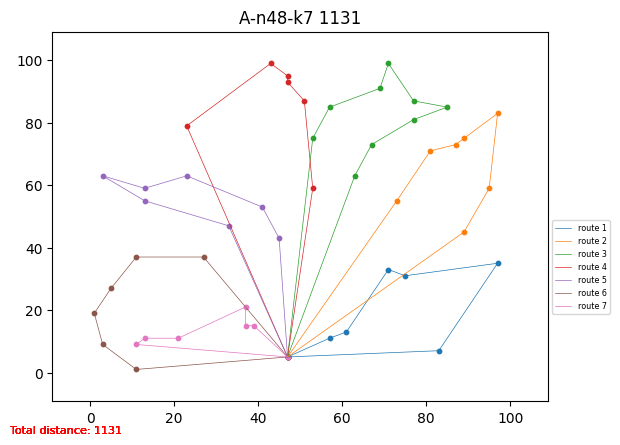 A-n48-k7 1131
100
80
60
40
20
0
0 20 40 60 80 100
route 1
route 2
route 3
route 4
route 5
route 6
route 7
Total distance: 1131